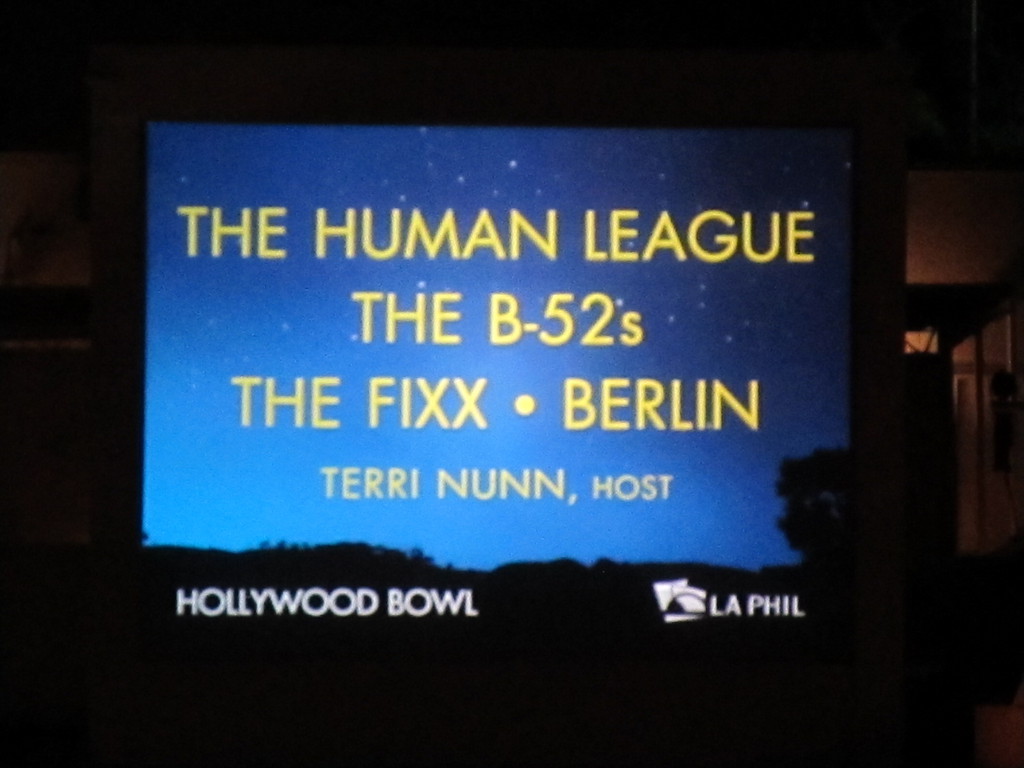 THE HUMAN LEAGUE
THE B-52s
THE FIXX • BERLIN
TERRI NUNN, HOST
HOLLYWOOD BOWL LA PHIL